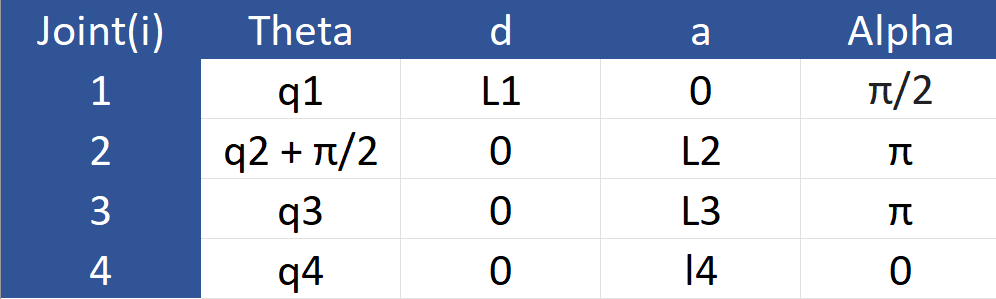 Joint(i) Theta d a Alpha
1 q1 L1 0 π/2
2 q2 + π/2 0 L2 π
3 q3 0 L3 π
4 q4 0 l4 0